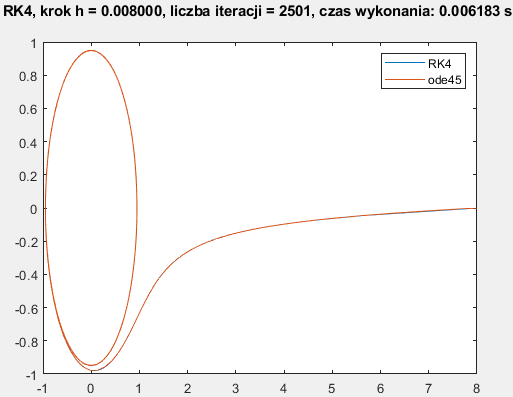 RK4, krok h = 0.008000, liczba iteracji = 2501, czas wykonania: 0.006183 s
1
0.8
0.6
0.4
0.2
0
-0.2
-0.4
-0.6
-0.8
-1
-1 0 1 2 3 4 5 6 7 8
RK4
ode45